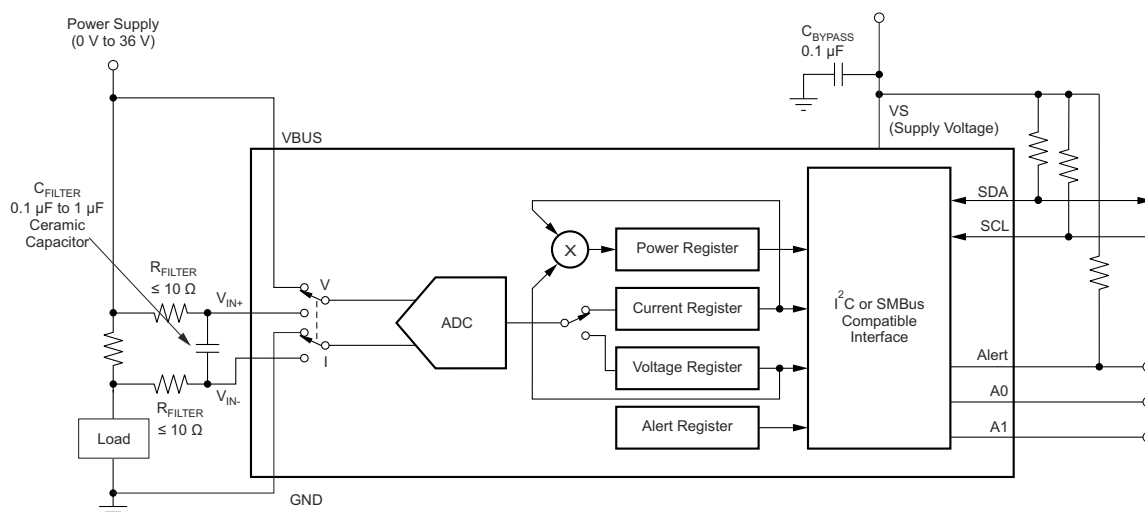 Power Supply
(0 V to 36 V)
C_BYPASS
0.1 µF
VS
(Supply Voltage)
VBUS
C_FILTER
0.1 µF to 1 µF
Ceramic
Capacitor
R_FILTER
≤ 10 Ω
V_IN+
V
I
V_IN-
R_FILTER
≤ 10 Ω
Load
GND
ADC
X
Power Register
Current Register
Voltage Register
Alert Register
I²C or SMBus
Compatible
Interface
SDA
SCL
Alert
A0
A1